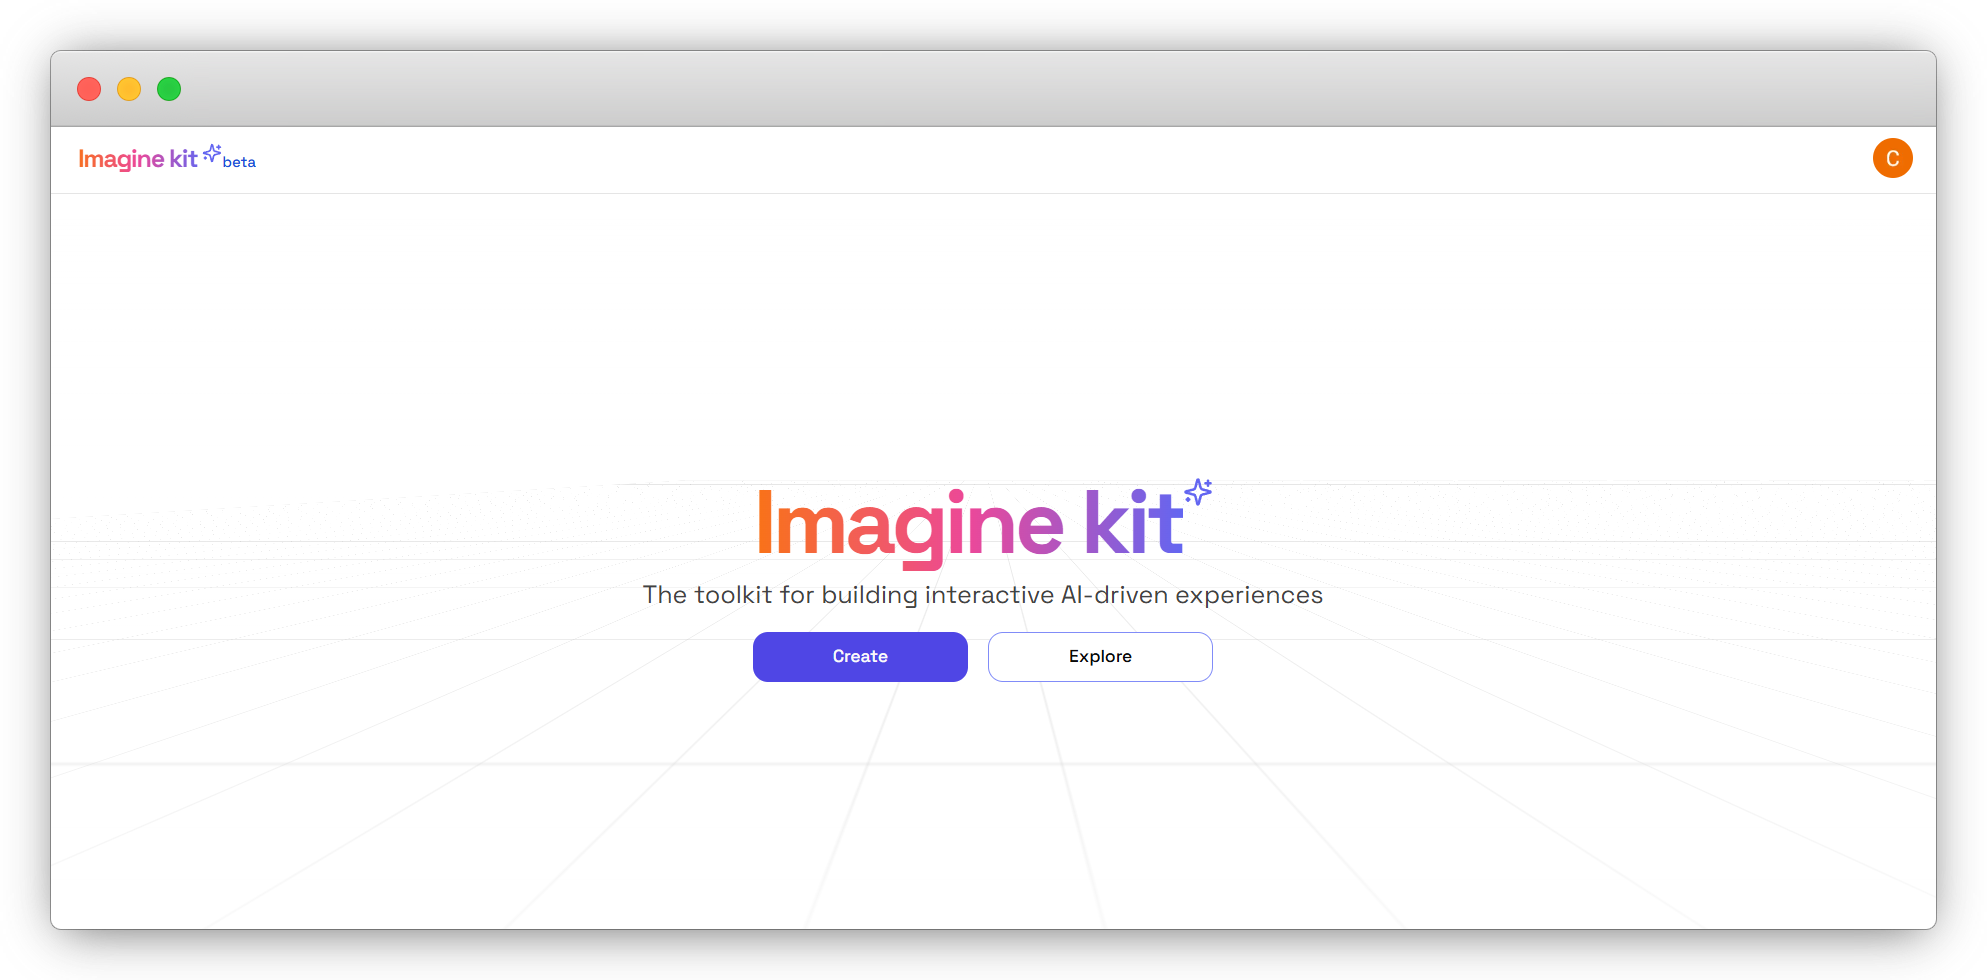 Imagine kit beta
C
Imagine kit
The toolkit for building interactive AI-driven experiences
Create
Explore